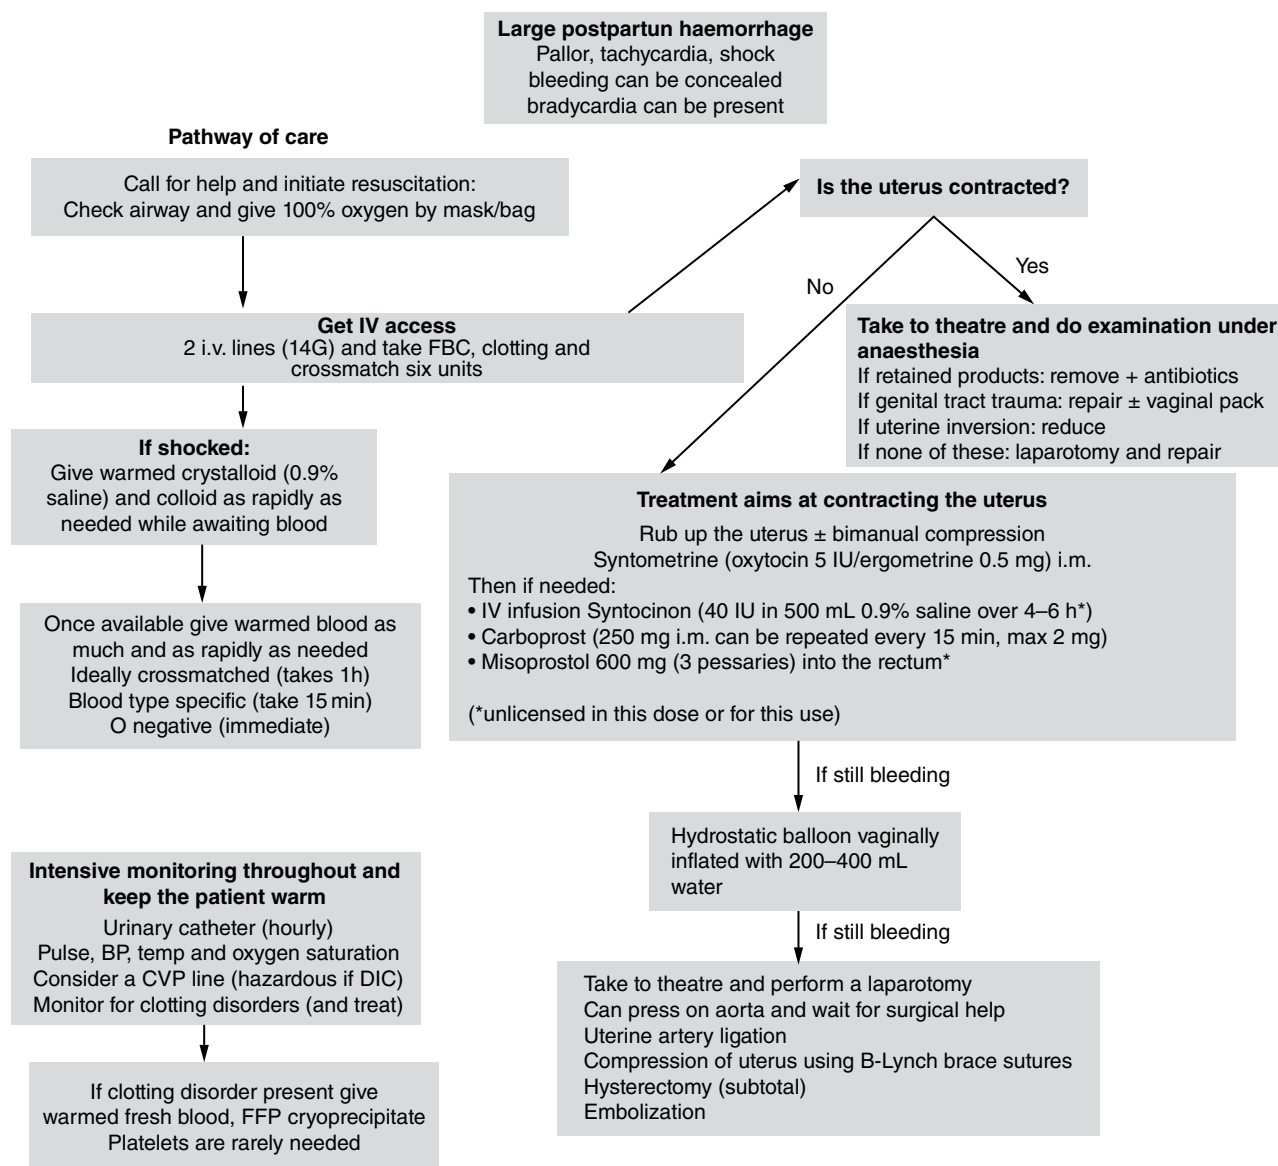 Large postpartun haemorrhage
Pallor, tachycardia, shock
bleeding can be concealed
bradycardia can be present
Pathway of care
Call for help and initiate resuscitation:
Check airway and give 100% oxygen by mask/bag
Get IV access
2 i.v. lines (14G) and take FBC, clotting and
crossmatch six units
If shocked:
Give warmed crystalloid (0.9%
saline) and colloid as rapidly as
needed while awaiting blood
Once available give warmed blood as
much and as rapidly as needed
Ideally crossmatched (takes 1h)
Blood type specific (take 15 min)
O negative (immediate)
Intensive monitoring throughout and
keep the patient warm
Urinary catheter (hourly)
Pulse, BP, temp and oxygen saturation
Consider a CVP line (hazardous if DIC)
Monitor for clotting disorders (and treat)
If clotting disorder present give
warmed fresh blood, FFP cryoprecipitate
Platelets are rarely needed
Is the uterus contracted?
No
Yes
Take to theatre and do examination under
anaesthesia
If retained products: remove + antibiotics
If genital tract trauma: repair ± vaginal pack
If uterine inversion: reduce
If none of these: laparotomy and repair
Treatment aims at contracting the uterus
Rub up the uterus ± bimanual compression
Syntometrine (oxytocin 5 IU/ergometrine 0.5 mg) i.m.
Then if needed:
• IV infusion Syntocinon (40 IU in 500 mL 0.9% saline over 4–6 h*)
• Carboprost (250 mg i.m. can be repeated every 15 min, max 2 mg)
• Misoprostol 600 mg (3 pessaries) into the rectum*
(*unlicensed in this dose or for this use)
If still bleeding
Hydrostatic balloon vaginally
inflated with 200–400 mL
water
If still bleeding
Take to theatre and perform a laparotomy
Can press on aorta and wait for surgical help
Uterine artery ligation
Compression of uterus using B-Lynch brace sutures
Hysterectomy (subtotal)
Embolization